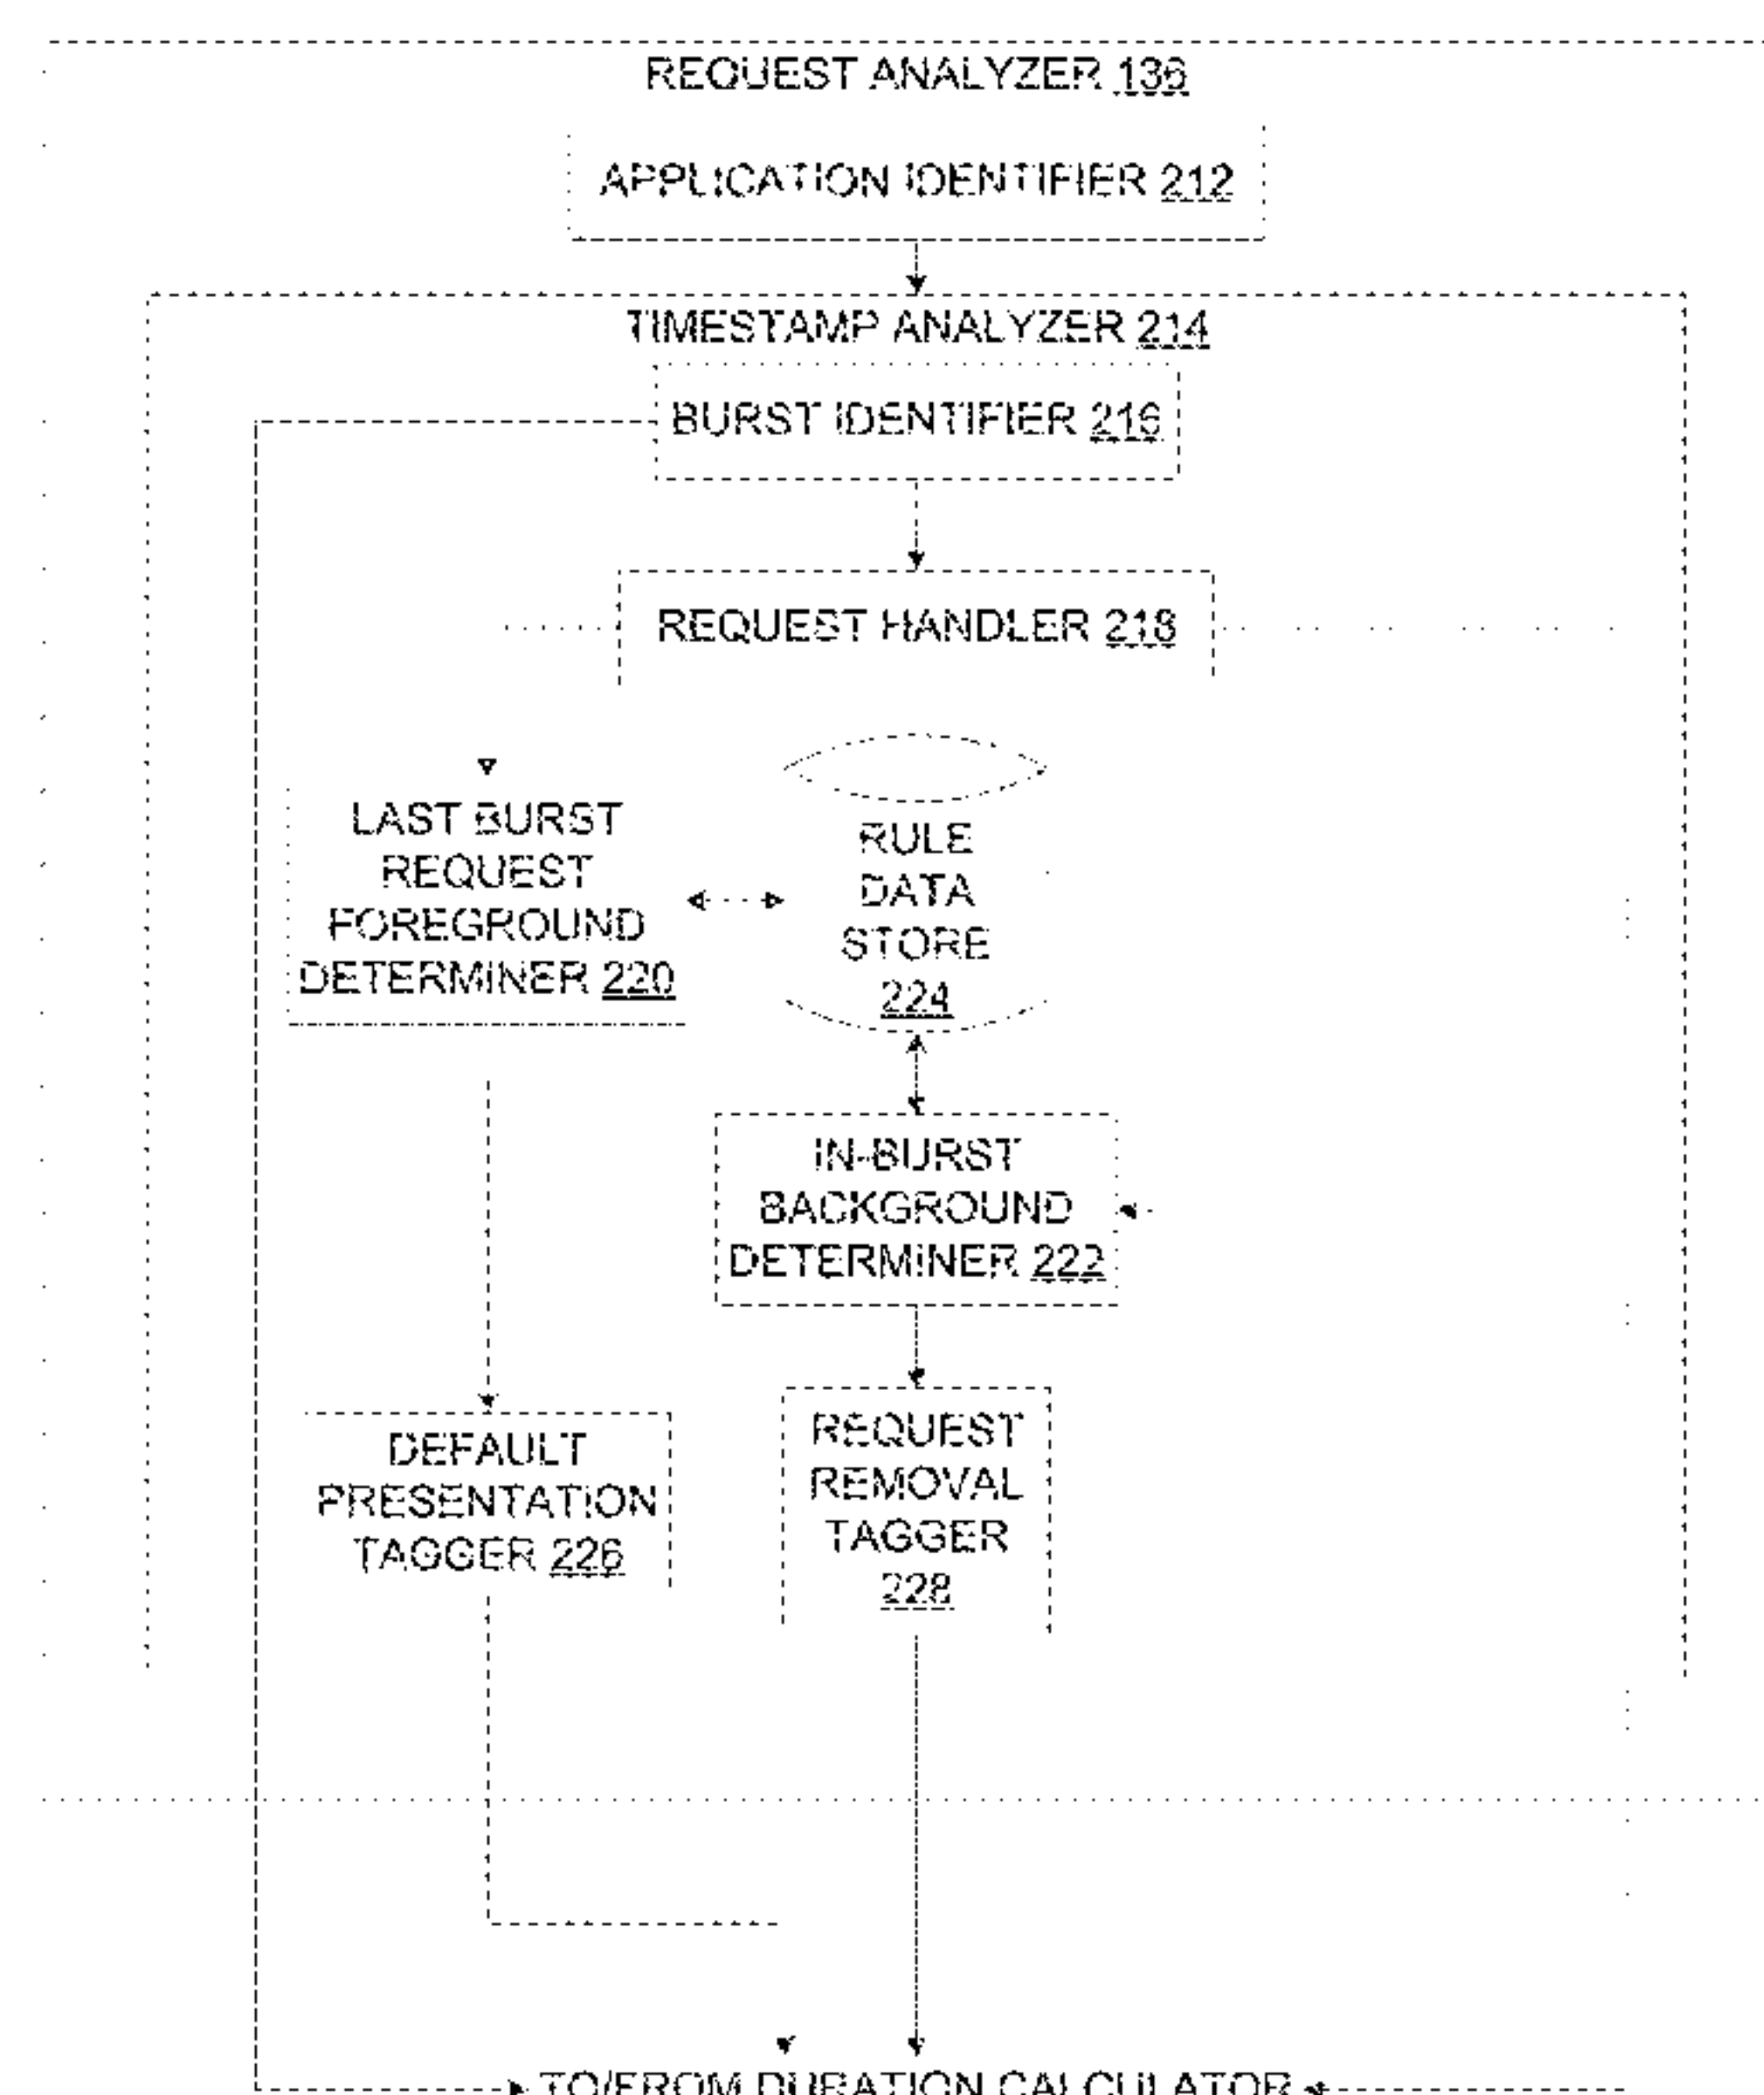 REQUEST ANALYZER 136
APPLICATION IDENTIFIER 212
TIMESTAMP ANALYZER 214
BURST IDENTIFIER 216
REQUEST HANDLER 218
LAST BURST
REQUEST
FOREGROUND
DETERMINER 220
RULE
DATA
STORE
224
IN-BURST
BACKGROUND
DETERMINER 222
DEFAULT
PRESENTATION
TAGGER 226
REQUEST
REMOVAL
TAGGER
228
TO/FROM DURATION CALCULATOR